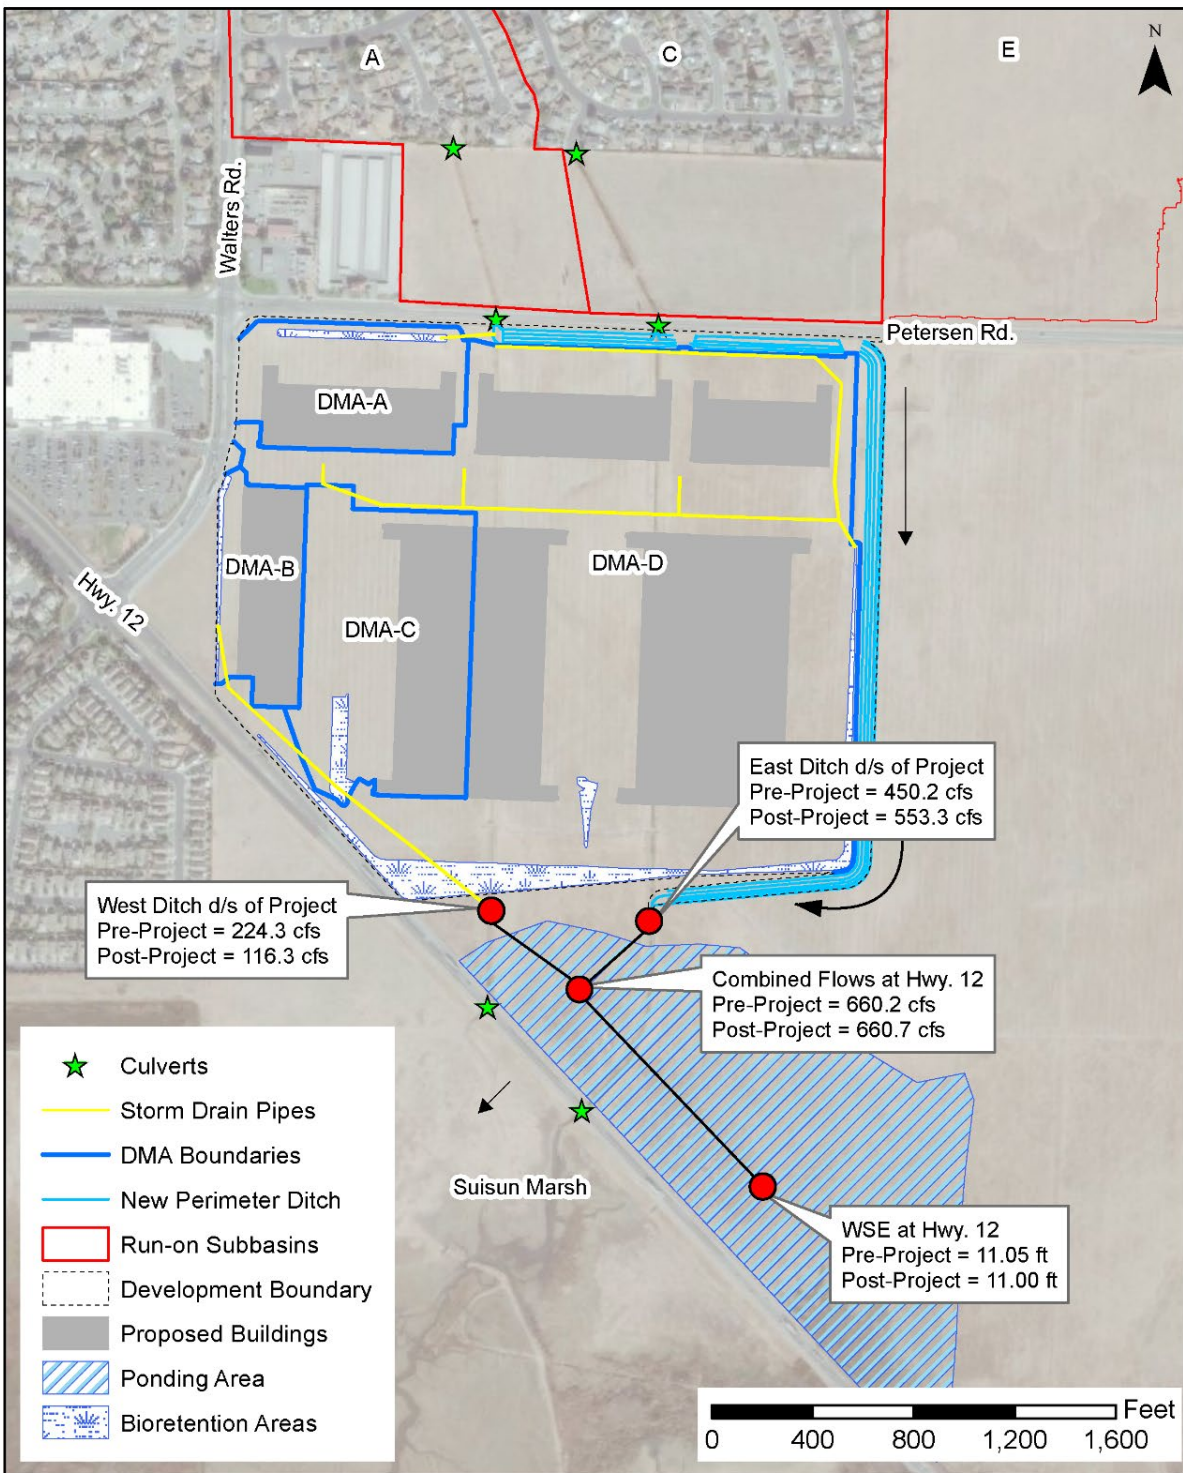 A
C
E
N
Walters Rd.
Petersen Rd.
DMA-A
DMA-B
DMA-D
Hwy. 12
DMA-C
East Ditch d/s of Project
Pre-Project = 450.2 cfs
Post-Project = 553.3 cfs
West Ditch d/s of Project
Pre-Project = 224.3 cfs
Post-Project = 116.3 cfs
Combined Flows at Hwy. 12
Pre-Project = 660.2 cfs
Post-Project = 660.7 cfs
Suisun Marsh
WSE at Hwy. 12
Pre-Project = 11.05 ft
Post-Project = 11.00 ft
Culverts
Storm Drain Pipes
DMA Boundaries
New Perimeter Ditch
Run-on Subbasins
Development Boundary
Proposed Buildings
Ponding Area
Bioretention Areas
Feet
0 400 800 1,200 1,600